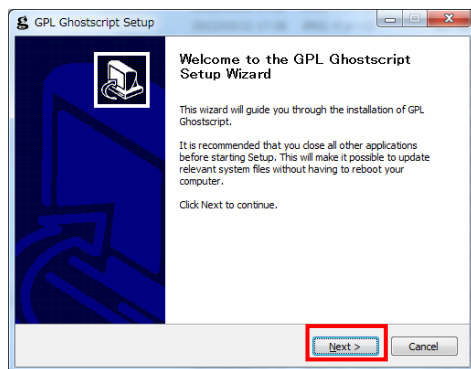 GPL Ghostscript Setup
Welcome to the GPL Ghostscript
Setup Wizard
This wizard will guide you through the installation of GPL
Ghostscript.
It is recommended that you close all other applications
before starting Setup. This will make it possible to update
relevant system files without having to reboot your
computer.
Click Next to continue.
Next >
Cancel